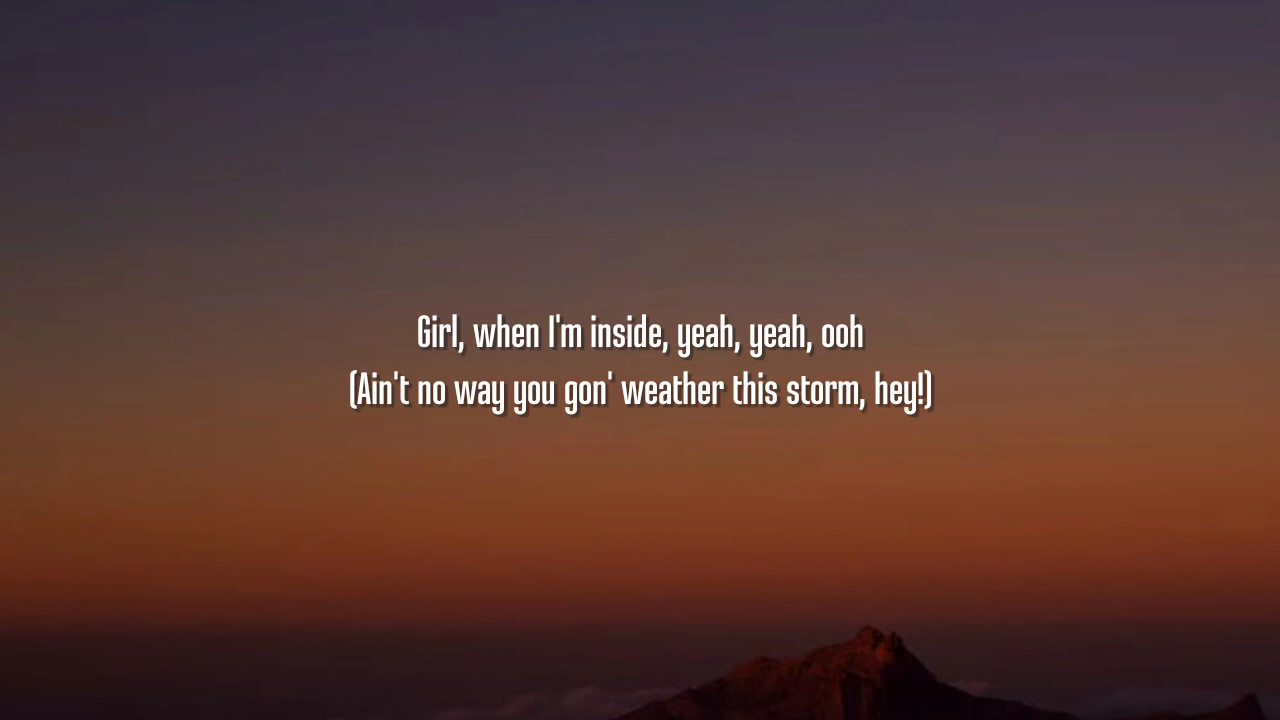 Girl, when I'm inside, yeah, yeah, ooh
(Ain't no way you gon' weather this storm, hey!)